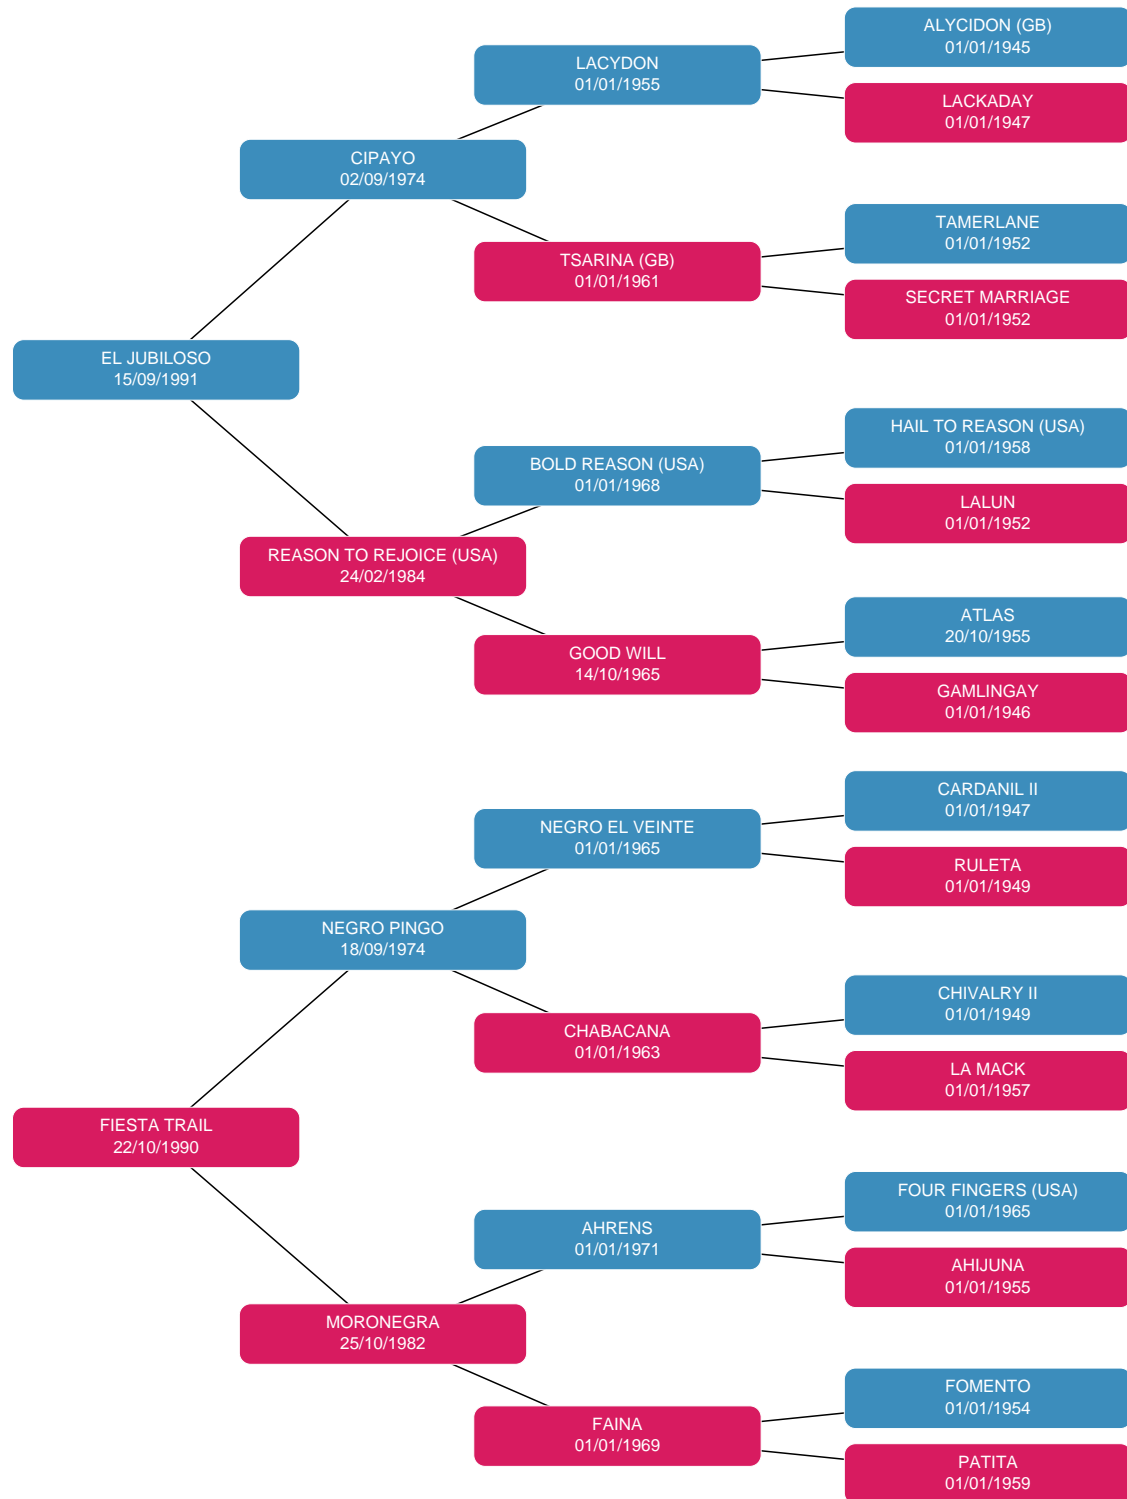 ALYCIDON (GB)
01/01/1945
LACYDON
01/01/1955
LACKADAY
01/01/1947
CIPAYO
02/09/1974
TAMERLANE
01/01/1952
TSARINA (GB)
01/01/1961
SECRET MARRIAGE
01/01/1952
EL JUBILOSO
15/09/1991
HAIL TO REASON (USA)
01/01/1958
BOLD REASON (USA)
01/01/1968
LALUN
01/01/1952
REASON TO REJOICE (USA)
24/02/1984
ATLAS
20/10/1955
GOOD WILL
14/10/1965
GAMLINGAY
01/01/1946
CARDANIL II
01/01/1947
NEGRO EL VEINTE
01/01/1965
RULETA
01/01/1949
NEGRO PINGO
18/09/1974
CHIVALRY II
01/01/1949
CHABACANA
01/01/1963
LA MACK
01/01/1957
FIESTA TRAIL
22/10/1990
FOUR FINGERS (USA)
01/01/1965
AHRENS
01/01/1971
AHIJUNA
01/01/1955
MORONEGRA
25/10/1982
FOMENTO
01/01/1954
FAINA
01/01/1969
PATITA
01/01/1959